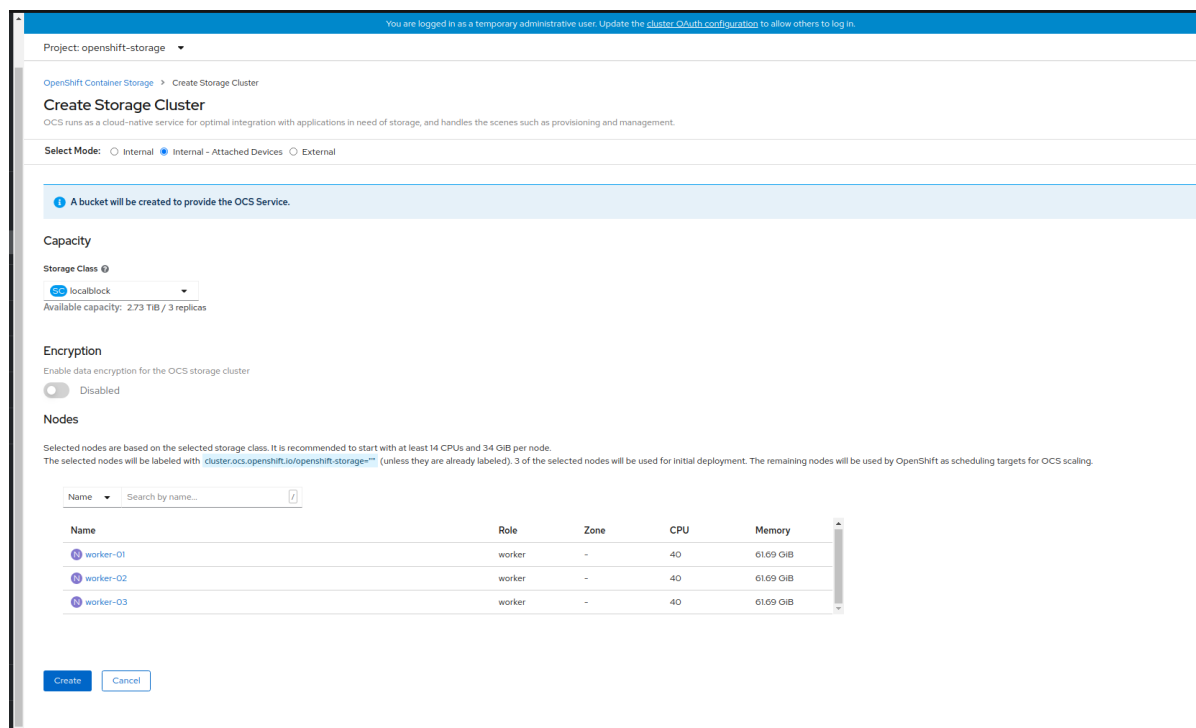 You are logged in as a temporary administrative user. Update the cluster OAuth configuration to allow others to log in.
Project: openshift-storage
OpenShift Container Storage > Create Storage Cluster
Create Storage Cluster
OCS runs as a cloud-native service for optimal integration with applications in need of storage, and handles the scenes such as provisioning and management.
Select Mode: Internal Internal - Attached Devices External
A bucket will be created to provide the OCS Service.
Capacity
Storage Class
SC localblock
Available capacity: 2.73 TiB / 3 replicas
Encryption
Enable data encryption for the OCS storage cluster
Disabled
Nodes
Selected nodes are based on the selected storage class. It is recommended to start with at least 14 CPUs and 34 GiB per node.
The selected nodes will be labeled with cluster.ocs.openshift.io/openshift-storage="" (unless they are already labeled). 3 of the selected nodes will be used for initial deployment. The remaining nodes will be used by OpenShift as scheduling targets for OCS scaling.
Name Search by name... /
Name Role Zone CPU Memory
N worker-01 worker - 40 61.69 GiB
N worker-02 worker - 40 61.69 GiB
N worker-03 worker - 40 61.69 GiB
Create Cancel